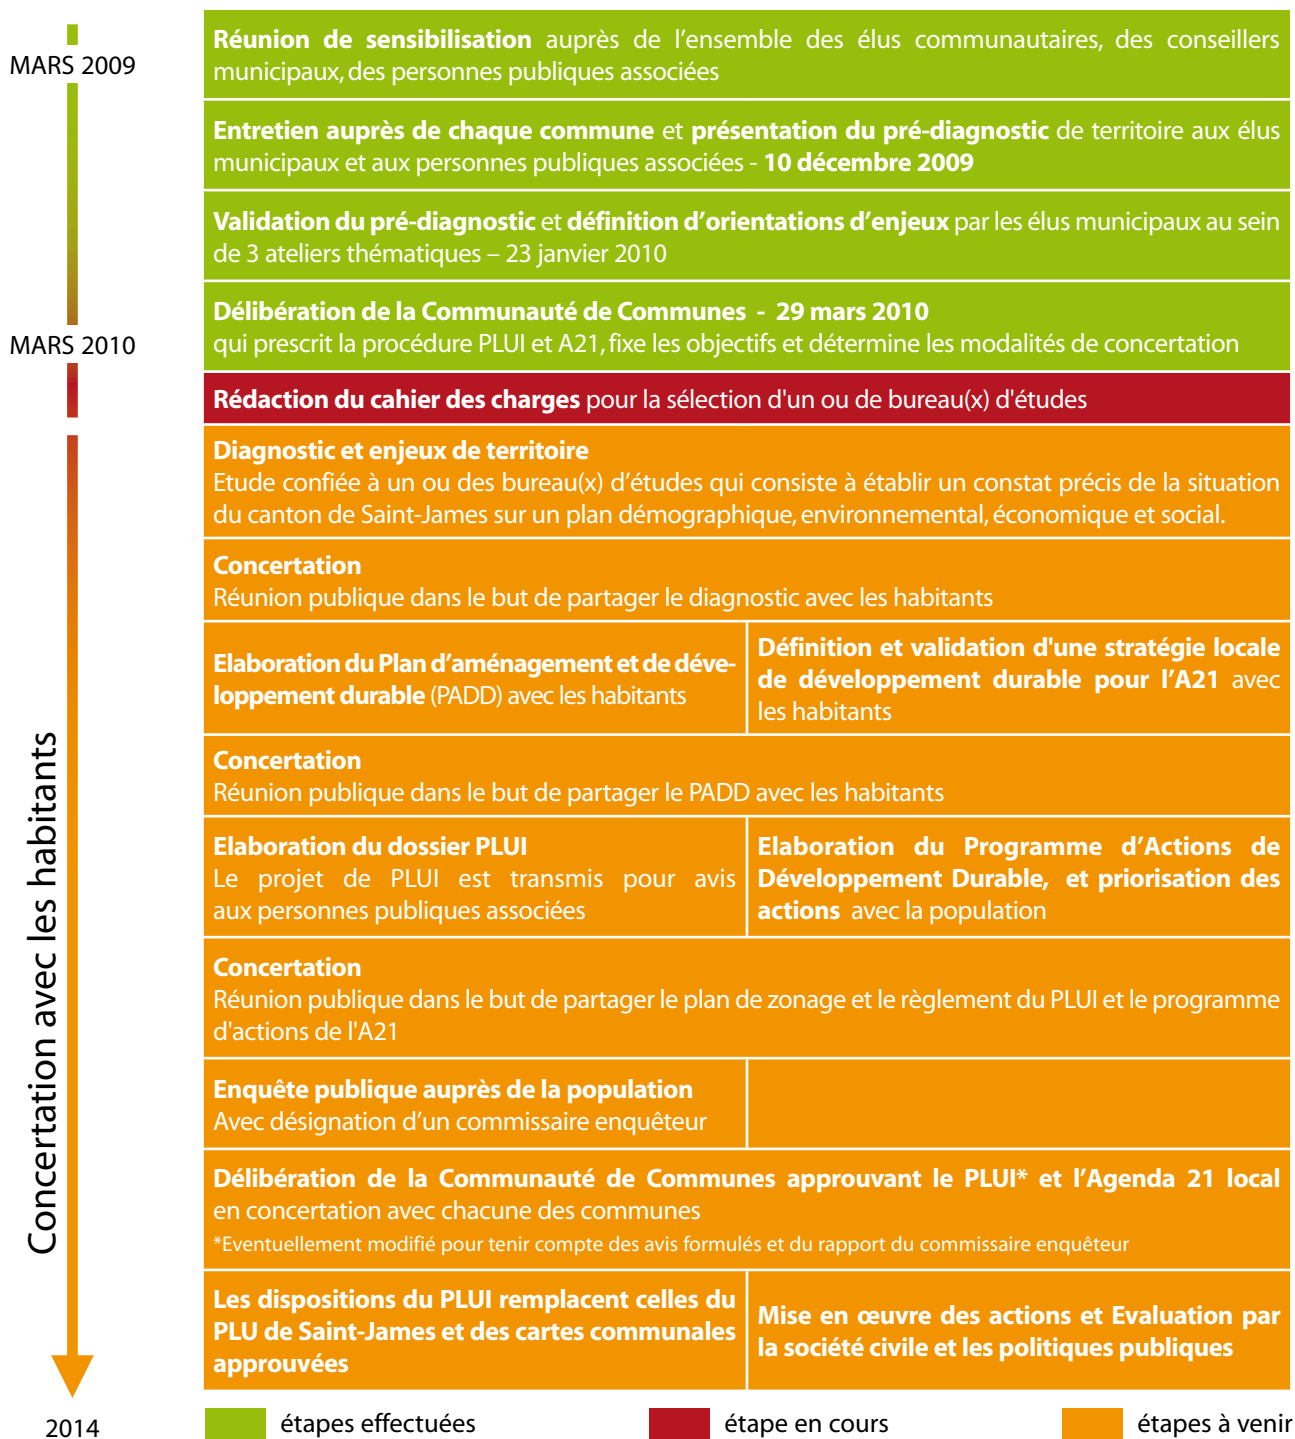 MARS 2009
Réunion de sensibilisation auprès de l’ensemble des élus communautaires, des conseillers
municipaux, des personnes publiques associées
Entretien auprès de chaque commune et présentation du pré-diagnostic de territoire aux élus
municipaux et aux personnes publiques associées - 10 décembre 2009
Validation du pré-diagnostic et définition d’orientations d’enjeux par les élus municipaux au sein
de 3 ateliers thématiques – 23 janvier 2010
MARS 2010
Délibération de la Communauté de Communes - 29 mars 2010
qui prescrit la procédure PLUI et A21, fixe les objectifs et détermine les modalités de concertation
Rédaction du cahier des charges pour la sélection d'un ou de bureau(x) d'études
Diagnostic et enjeux de territoire
Etude confiée à un ou des bureau(x) d’études qui consiste à établir un constat précis de la situation
du canton de Saint-James sur un plan démographique, environnemental, économique et social.
Concertation
Réunion publique dans le but de partager le diagnostic avec les habitants
Elaboration du Plan d’aménagement et de déve-
loppement durable (PADD) avec les habitants
Définition et validation d'une stratégie locale
de développement durable pour l’A21 avec
les habitants
Concertation
Réunion publique dans le but de partager le PADD avec les habitants
Elaboration du dossier PLUI
Le projet de PLUI est transmis pour avis
aux personnes publiques associées
Elaboration du Programme d’Actions de
Développement Durable, et priorisation des
actions avec la population
Concertation
Réunion publique dans le but de partager le plan de zonage et le règlement du PLUI et le programme
d'actions de l'A21
Enquête publique auprès de la population
Avec désignation d’un commissaire enquêteur
Délibération de la Communauté de Communes approuvant le PLUI* et l’Agenda 21 local
en concertation avec chacune des communes
*Eventuellement modifié pour tenir compte des avis formulés et du rapport du commissaire enquêteur
Les dispositions du PLUI remplacent celles du
PLU de Saint-James et des cartes communales
approuvées
Mise en œuvre des actions et Evaluation par
la société civile et les politiques publiques
Concertation avec les habitants
2014
étapes effectuées
étape en cours
étapes à venir